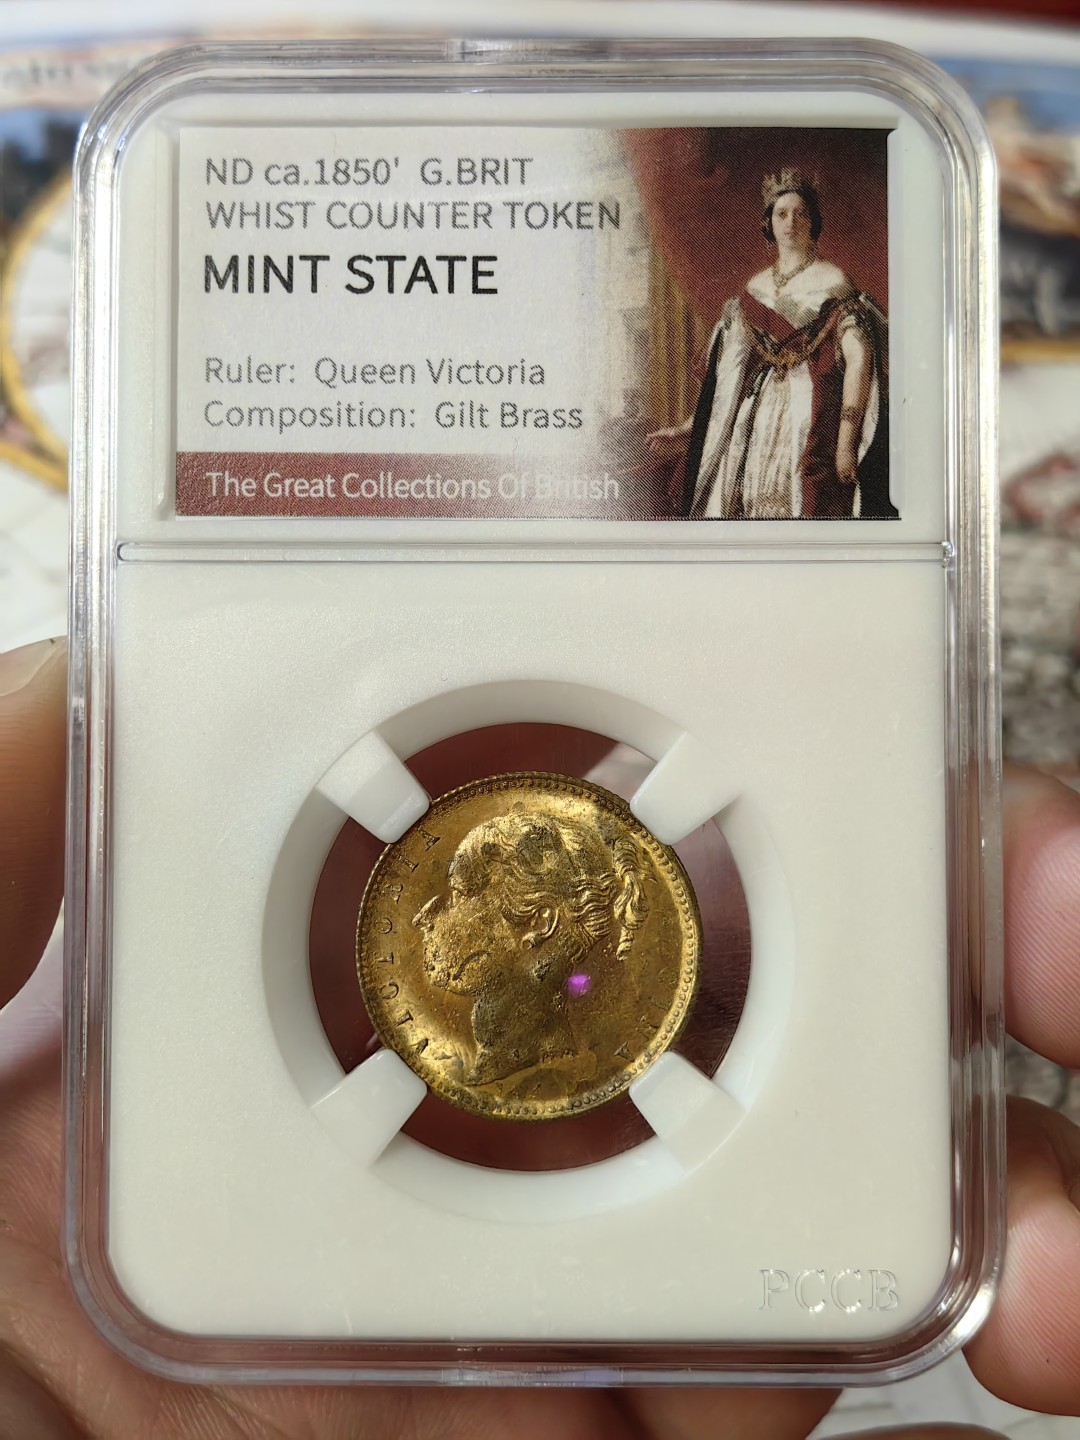 ND ca.1850' G.BRIT
WHIST COUNTER TOKEN
MINT STATE
Ruler: Queen Victoria
Composition: Gilt Brass
The Great Collections Of British
VICTORIA
PCCB